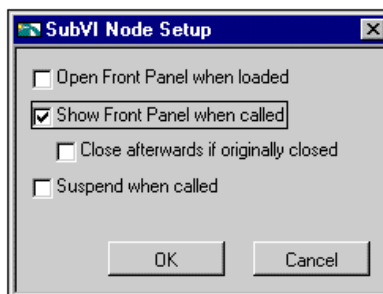 SubVI Node Setup
Open Front Panel when loaded
Show Front Panel when called
Close afterwards if originally closed
Suspend when called
OK Cancel